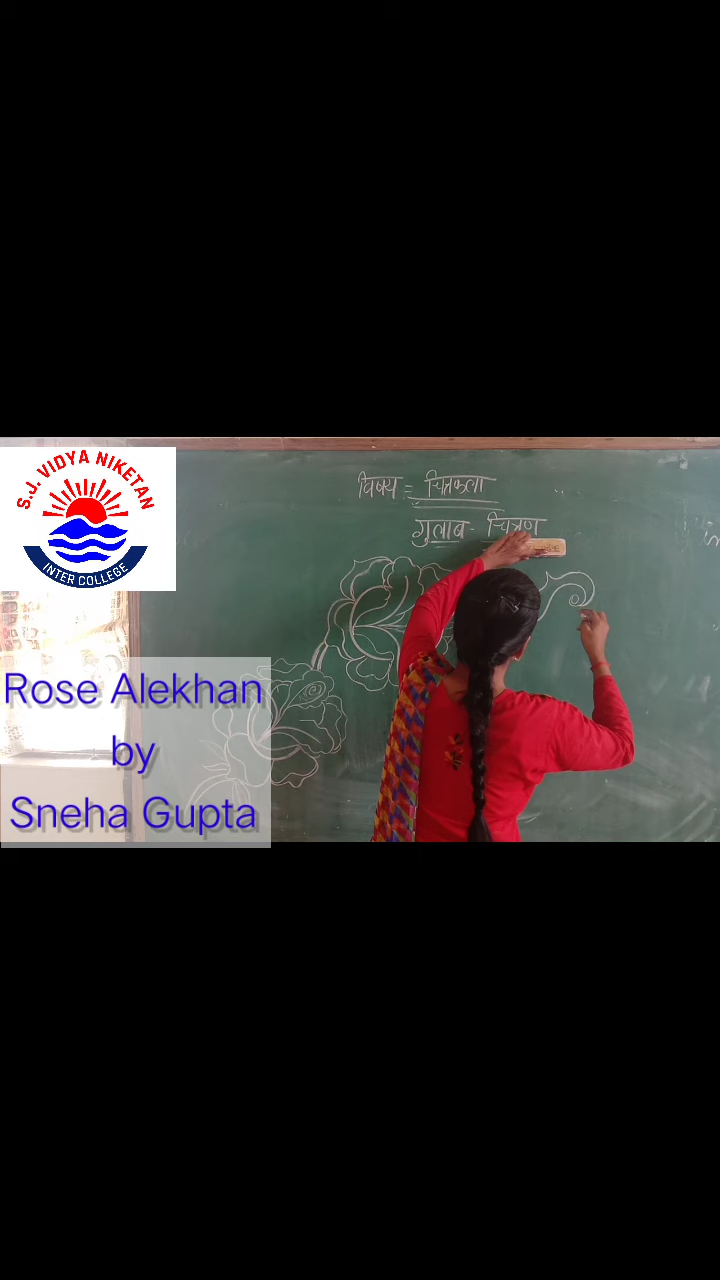 S.J. VIDYA NIKETAN
INTER COLLEGE
विषय = चित्रकला
गुलाब - चित्रण
Rose Alekhan
by
Sneha Gupta